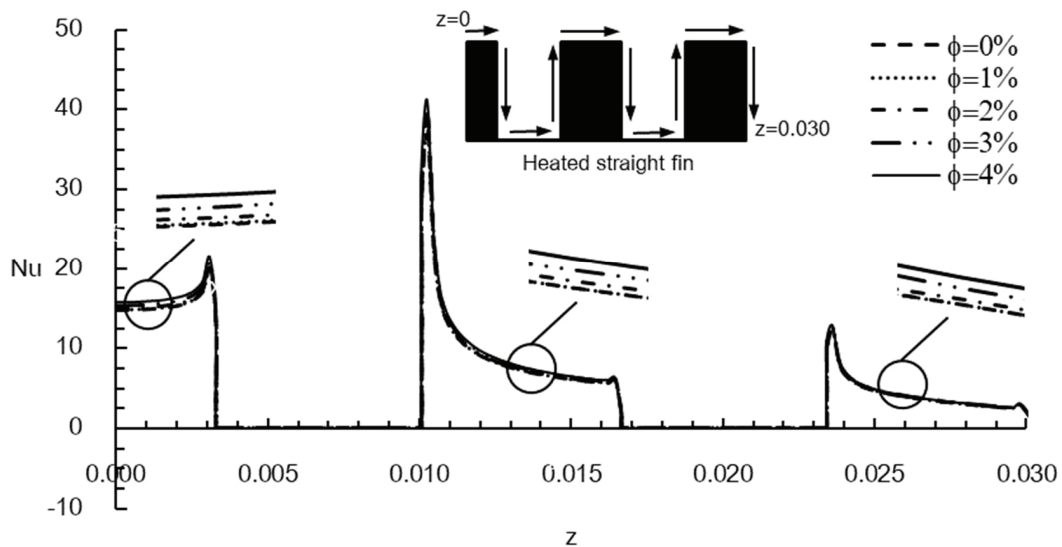 50
40
30
20
10
0
-10
Nu
0.000
0.005
0.010
0.015
0.020
0.025
0.030
z
z=0
z=0.030
Heated straight fin
ϕ=0%
ϕ=1%
ϕ=2%
ϕ=3%
ϕ=4%